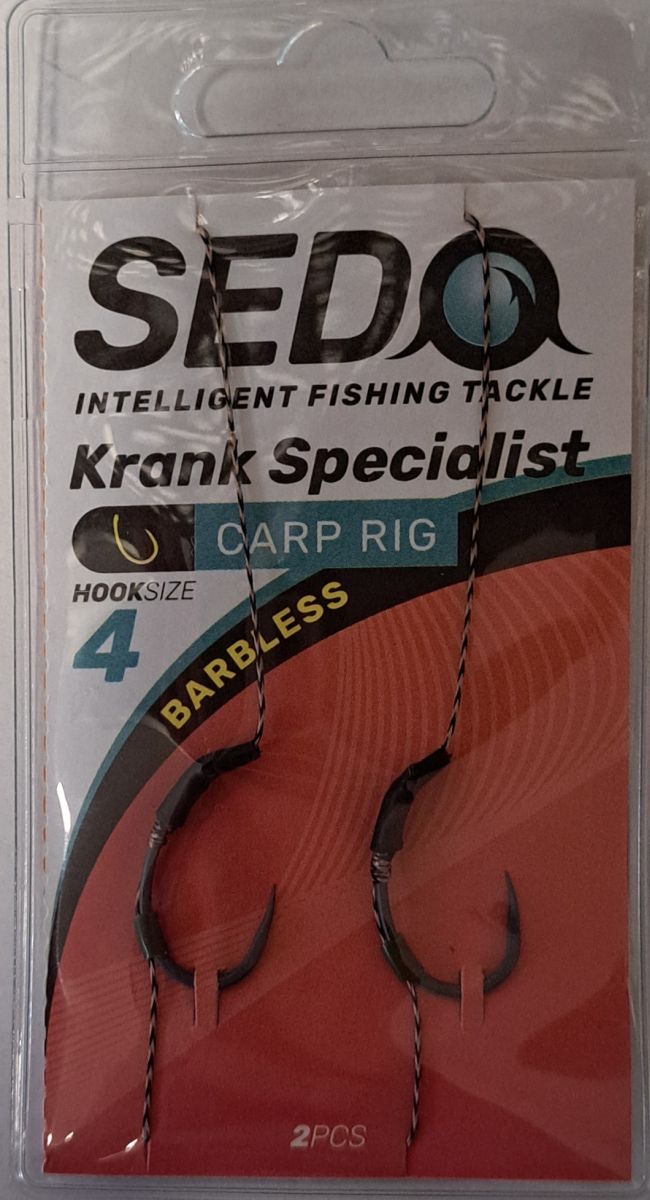 SEDO
INTELLIGENT FISHING TACKLE
Krank Specialist
CARP RIG
HOOKSIZE
4
BARBLESS
2PCS